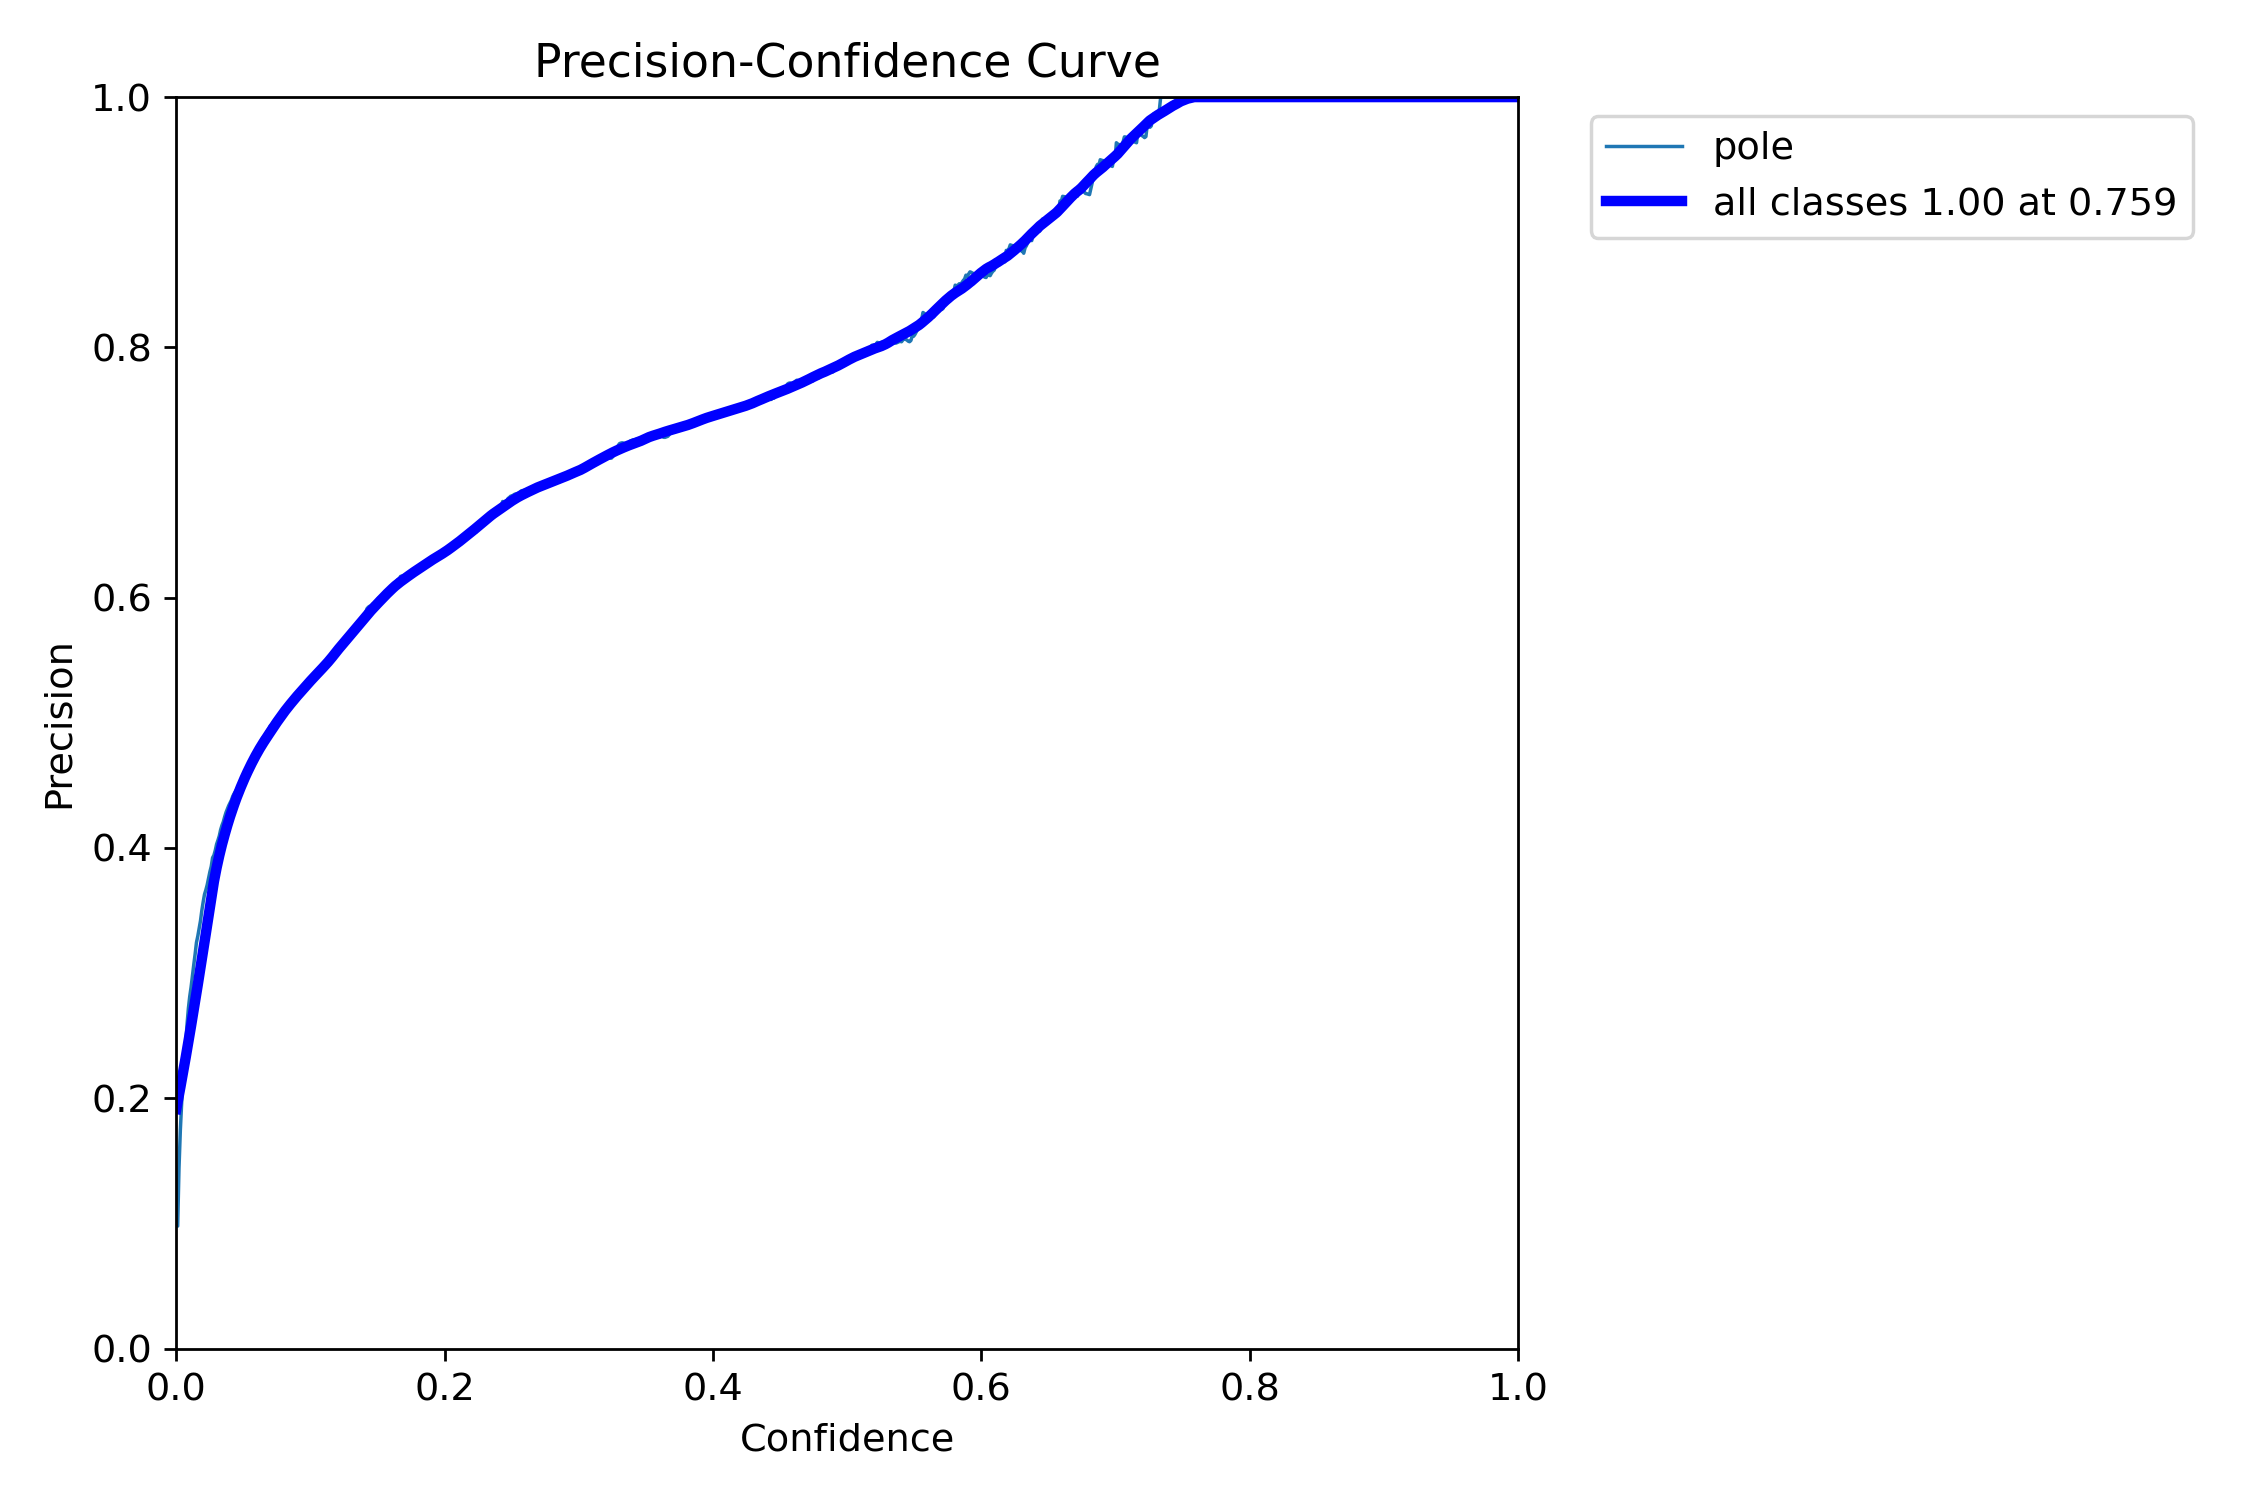 Precision-Confidence Curve
1.0
0.8
0.6
0.4
0.2
0.0
Precision
0.0 0.2 0.4 0.6 0.8 1.0
Confidence
pole
all classes 1.00 at 0.759